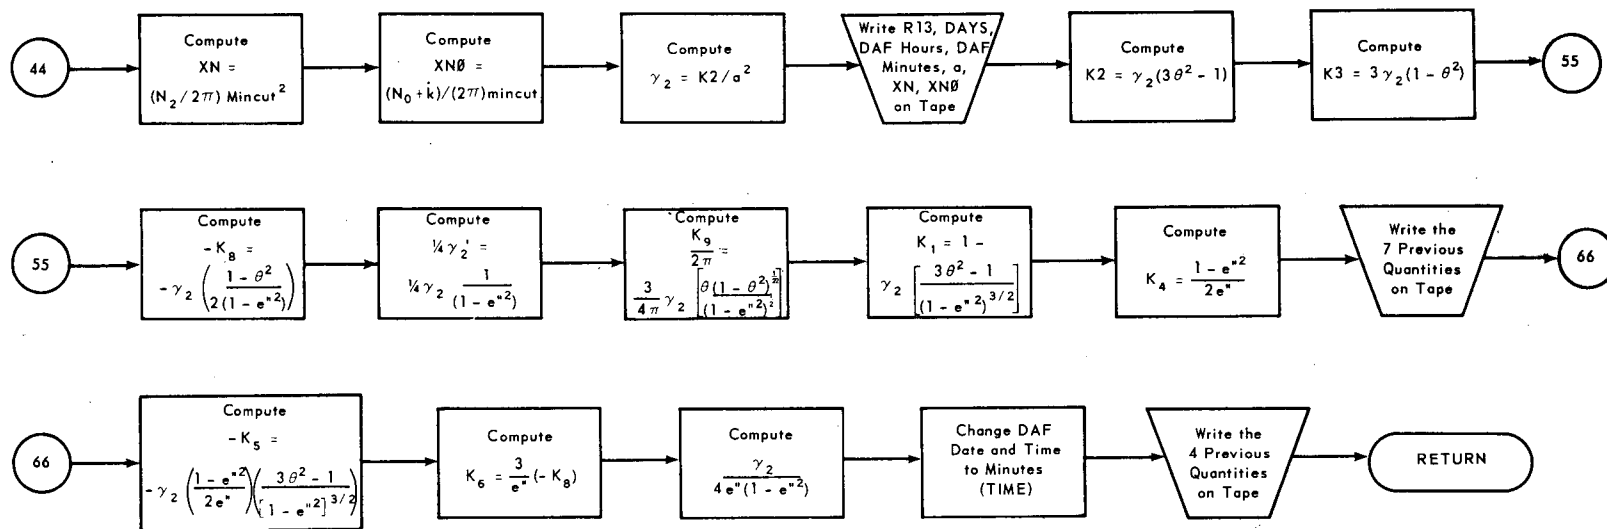 44
Compute
XN =
(N₂/2π) Mincut²
Compute
XNØ =
(N₀ + k̇)/(2π)mincut
Compute
γ₂ = K2/a²
Write R13, DAYS,
DAF Hours, DAF
Minutes, a,
XN, XNØ
on Tape
Compute
K2 = γ₂(3θ² - 1)
Compute
K3 = 3γ₂(1 - θ²)
55
55
Compute
-K₈ =
-γ₂ ((1 - θ²)/(2(1 - e"²)))
Compute
¼γ₂' =
¼γ₂ 1/(1 - e"²)
Compute
K₉/2π =
3/4π γ₂ [θ(1 - θ²)^½/(1 - e"²)²]
Compute
K₁ = 1 -
γ₂ [(3θ² - 1)/(1 - e"²)^3/2]
Compute
K₄ = (1 - e"²)/2e"
Write the
7 Previous
Quantities
on Tape
66
66
Compute
-K₅ =
-γ₂ ((1 - e"²)/2e")((3θ² - 1)/[1 - e"²]^3/2)
Compute
K₆ = 3/e" (-K₈)
Compute
γ₂/4e"(1 - e"²)
Change DAF
Date and Time
to Minutes
(TIME)
Write the
4 Previous
Quantities
on Tape
RETURN